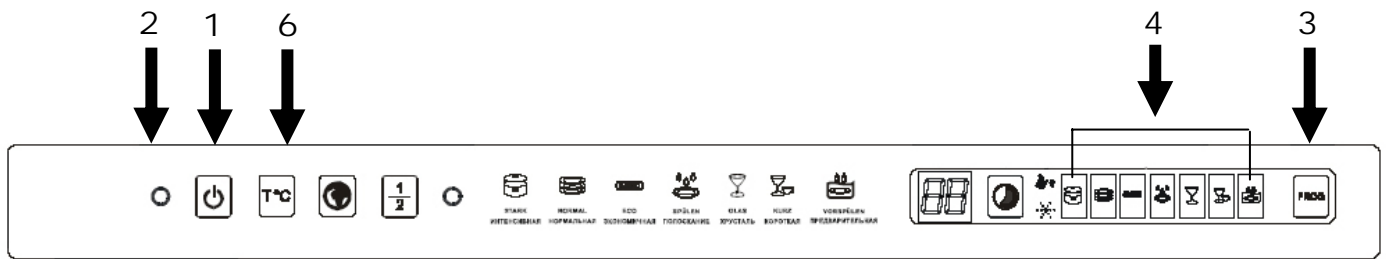 2 1 6 4 3
T°C 1/2 88 PROG
STARK NORMAL ECO SPÜLEN GLAS KURZ VORSPÜLEN
ИНТЕНСИВНАЯ НОРМАЛЬНАЯ ЭКОНОМИЧНАЯ ПОЛОСКАНИЕ ХРУСТАЛЬ КОРОТКАЯ ПРЕДВАРИТЕЛЬНАЯ